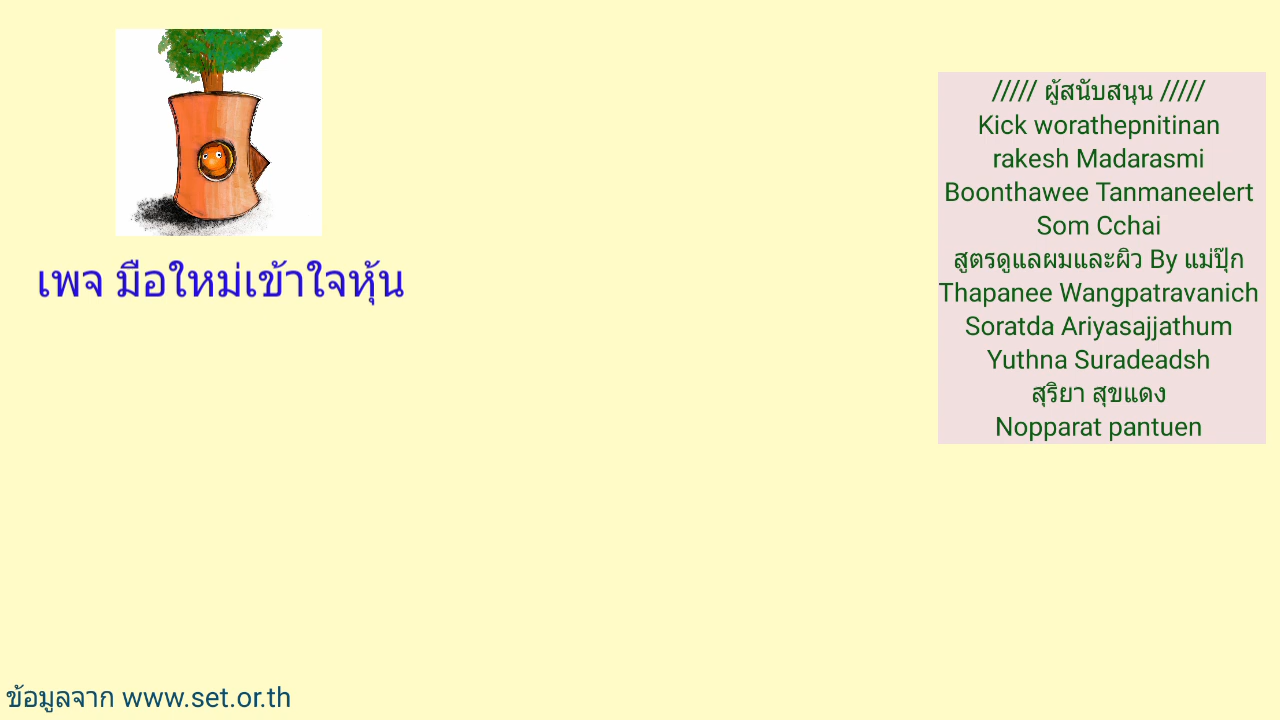 เพจ มือใหม่เข้าใจหุ้น
///// ผู้สนับสนุน /////
Kick worathepnitinan
rakesh Madarasmi
Boonthawee Tanmaneelert
Som Cchai
สูตรดูแลผมและผิว By แม่ปุ๊ก
Thapanee Wangpatravanich
Soratda Ariyasajjathum
Yuthna Suradeadsh
สุริยา สุขแดง
Nopparat pantuen
ข้อมูลจาก www.set.or.th